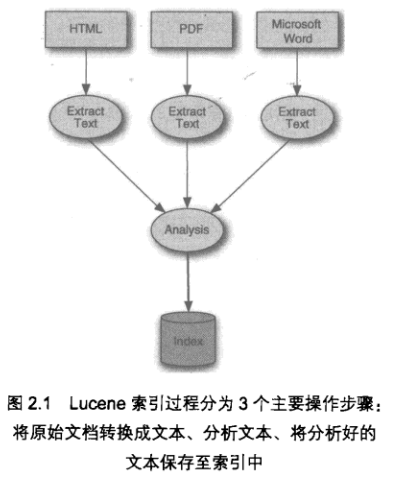 HTML
PDF
Microsoft
Word
Extract
Text
Extract
Text
Extract
Text
Analysis
Index
图 2.1 Lucene 索引过程分为 3 个主要操作步骤：
将原始文档转换成文本、分析文本、将分析好的
文本保存至索引中